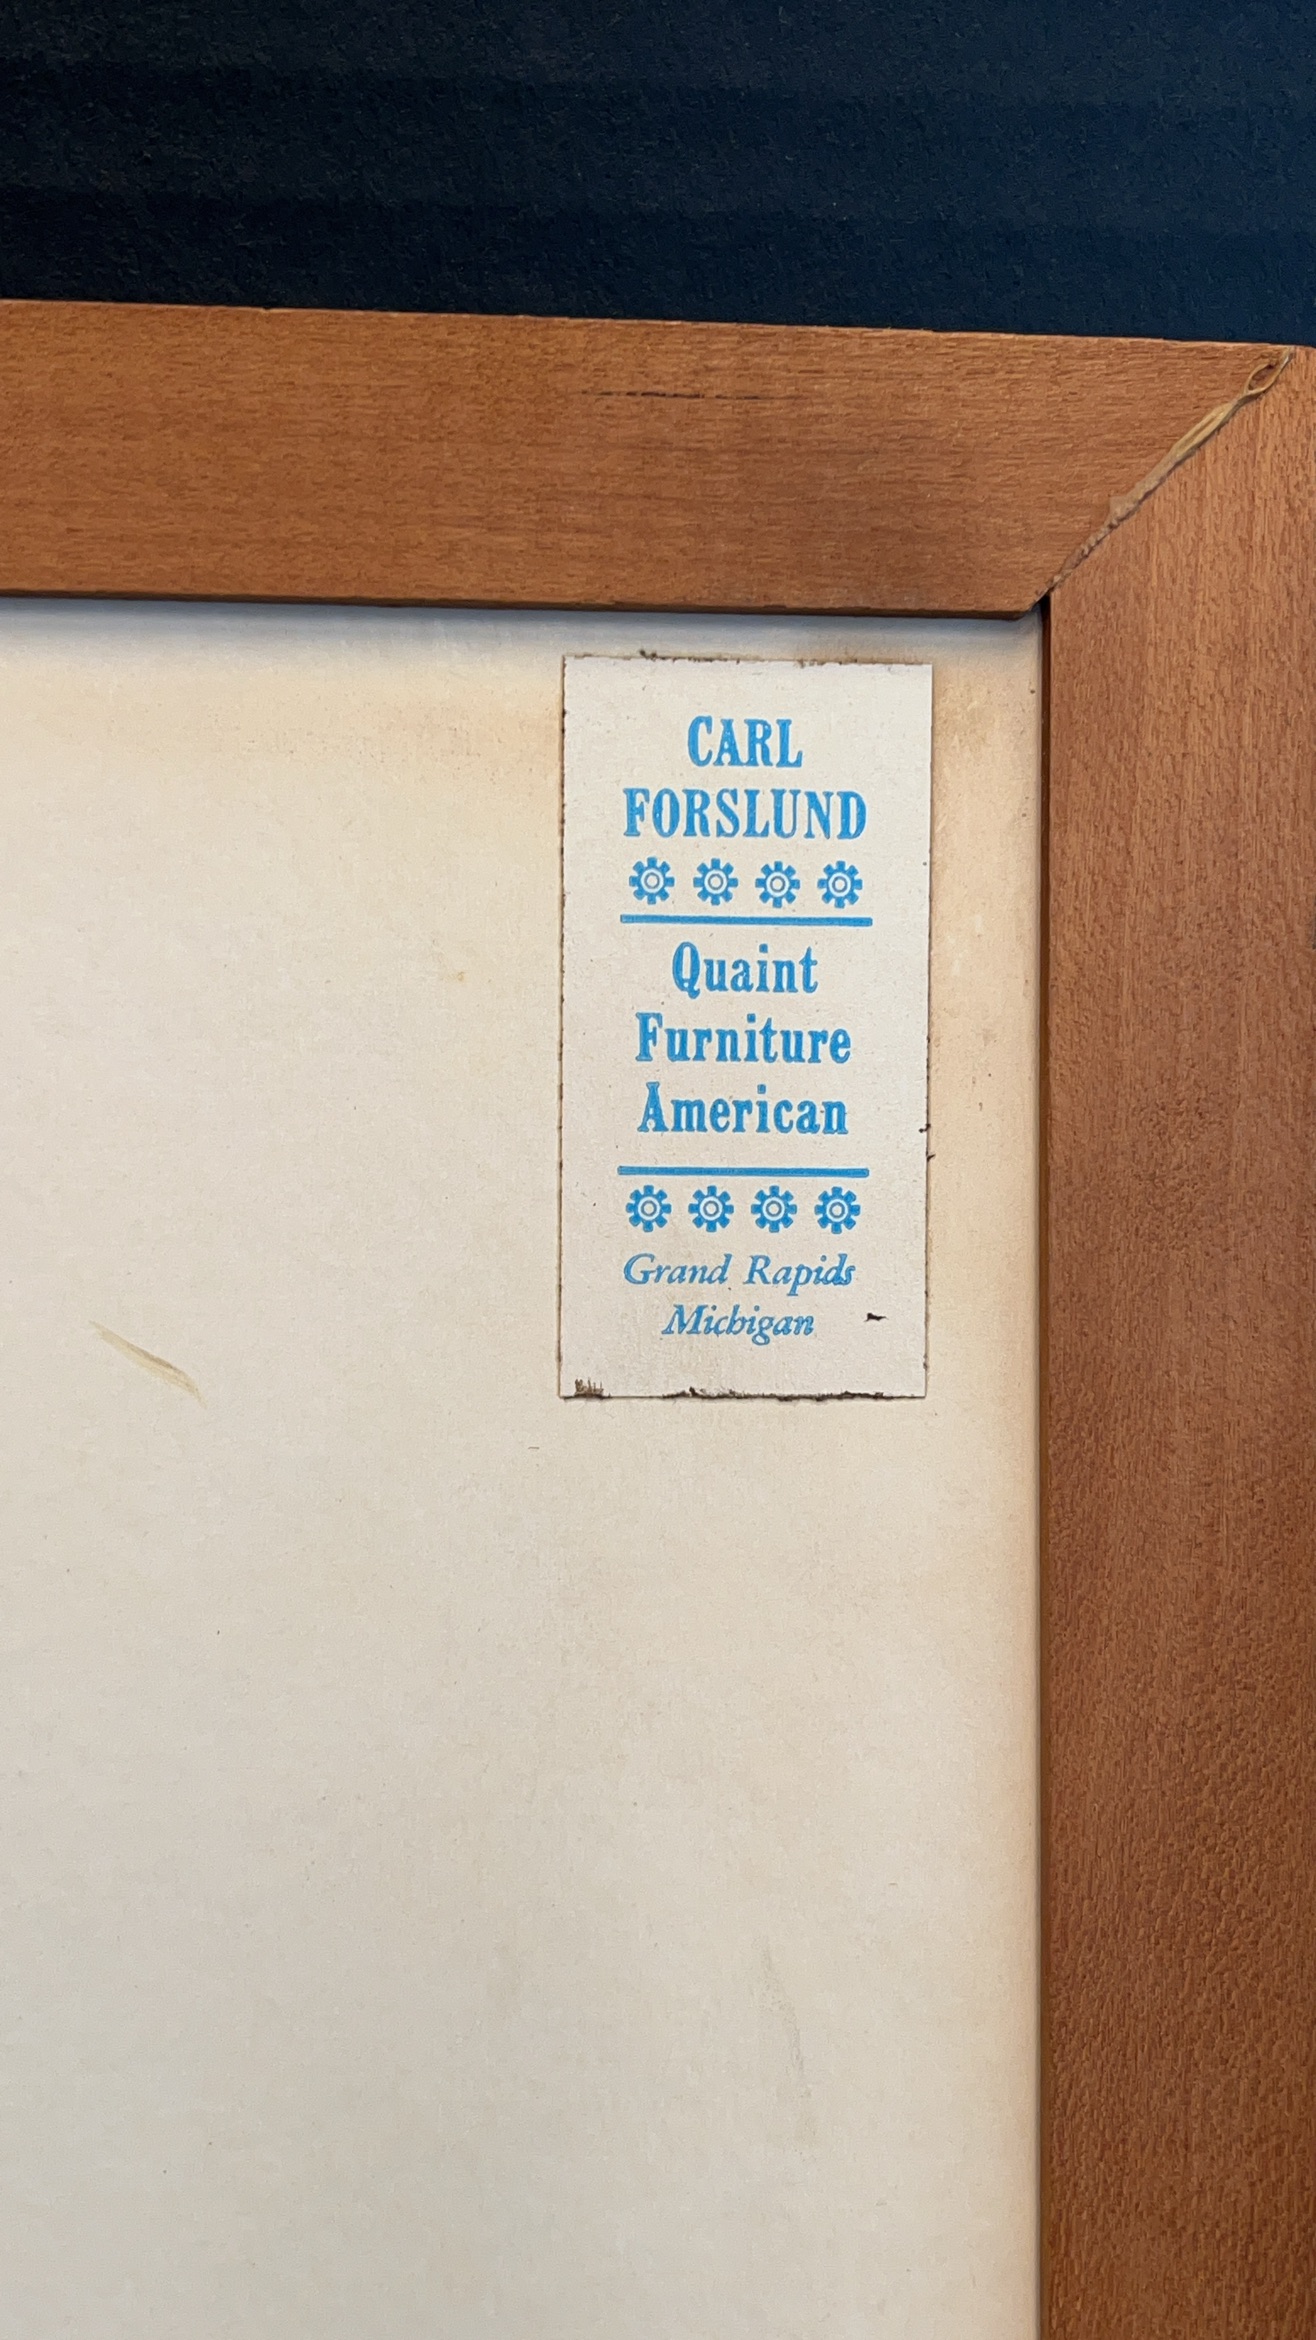 CARL
FORSLUND
Quaint
Furniture
American
Grand Rapids
Michigan